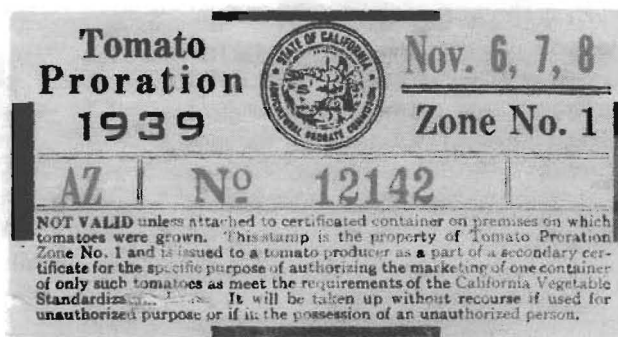 Tomato
Proration
1939
STATE OF CALIFORNIA
AGRICULTURAL PRORATE COMMISSION
Nov. 6, 7, 8
Zone No. 1
AZ Nº 12142
NOT VALID unless attached to certificated container on premises on which
tomatoes were grown. This stamp is the property of Tomato Proration
Zone No. 1 and is issued to a tomato producer as a part of a secondary cer-
tificate for the specific purpose of authorizing the marketing of one container
of only such tomatoes as meet the requirements of the California Vegetable
It will be taken up without recourse if used for
unauthorized purpose or if in the possession of an unauthorized person.